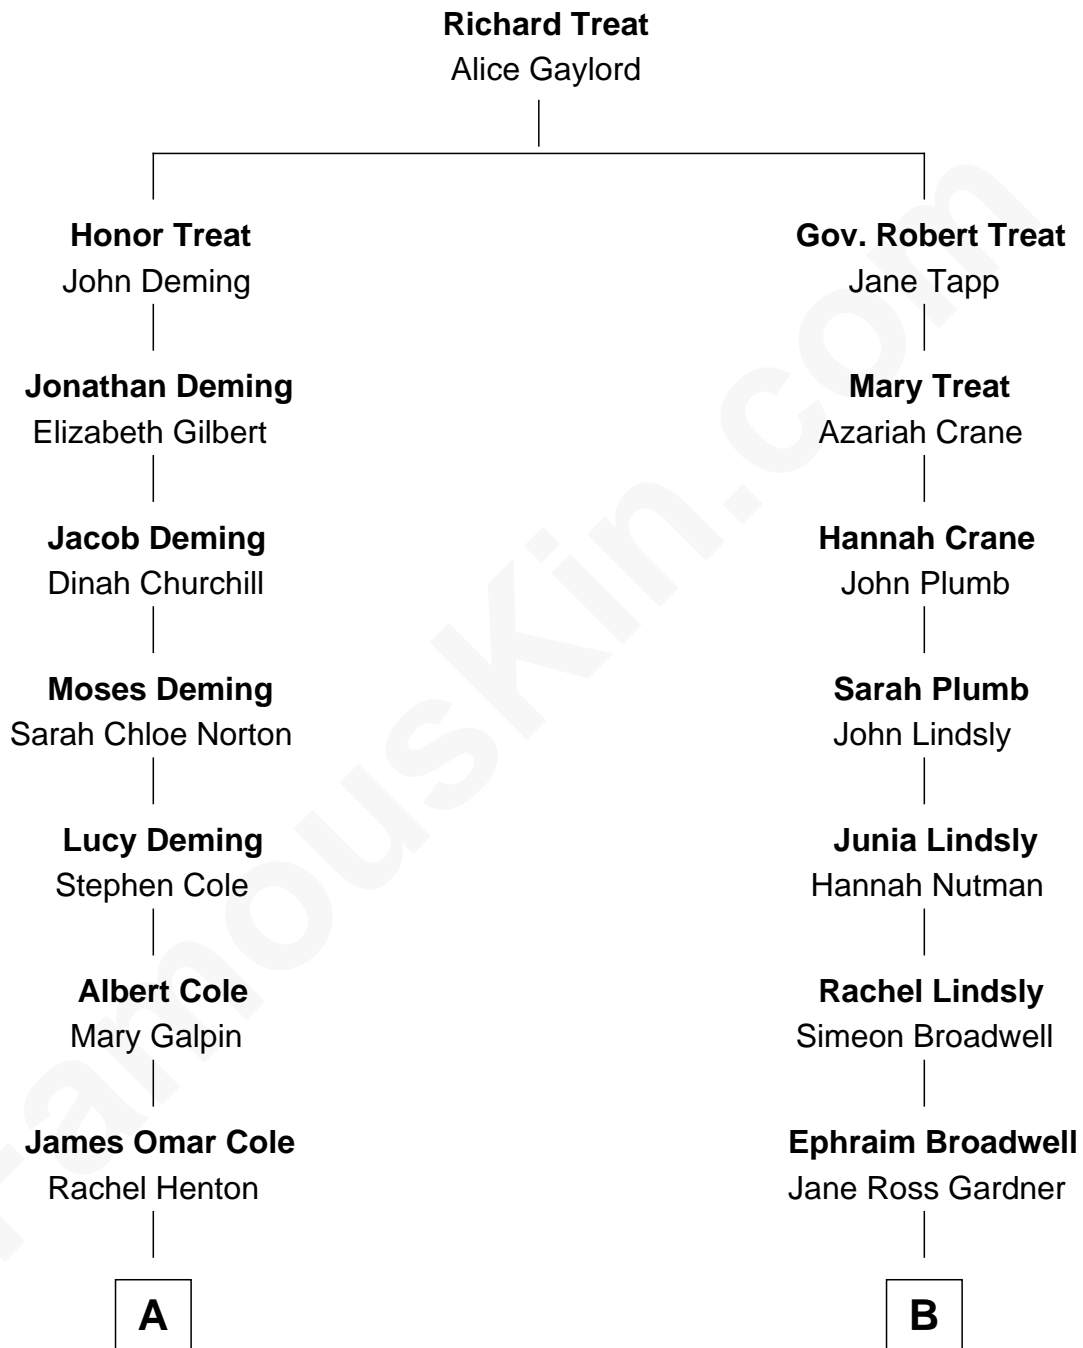 Richard Treat
Alice Gaylord
Honor Treat
John Deming
Gov. Robert Treat
Jane Tapp
Jonathan Deming
Elizabeth Gilbert
Mary Treat
Azariah Crane
Jacob Deming
Dinah Churchill
Hannah Crane
John Plumb
Moses Deming
Sarah Chloe Norton
Sarah Plumb
John Lindsly
Lucy Deming
Stephen Cole
Junia Lindsly
Hannah Nutman
Albert Cole
Mary Galpin
Rachel Lindsly
Simeon Broadwell
James Omar Cole
Rachel Henton
Ephraim Broadwell
Jane Ross Gardner
A
B
FamousKin.com